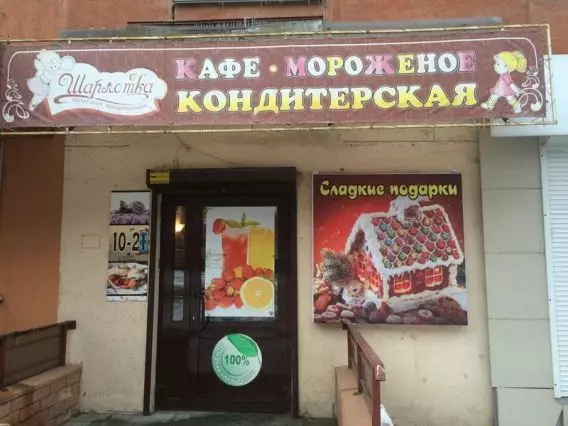 Шарлотка
КАФЕ · МОРОЖЕНОЕ
КОНДИТЕРСКАЯ
Сладкие подарки
10-21
100%